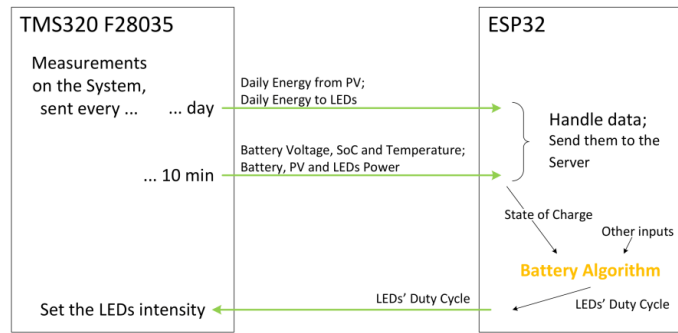 TMS320 F28035
Measurements
on the System,
sent every ...
... day
... 10 min
Set the LEDs intensity
Daily Energy from PV;
Daily Energy to LEDs
Battery Voltage, SoC and Temperature;
Battery, PV and LEDs Power
LEDs' Duty Cycle
ESP32
Handle data;
Send them to the
Server
State of Charge
Other inputs
Battery Algorithm
LEDs' Duty Cycle